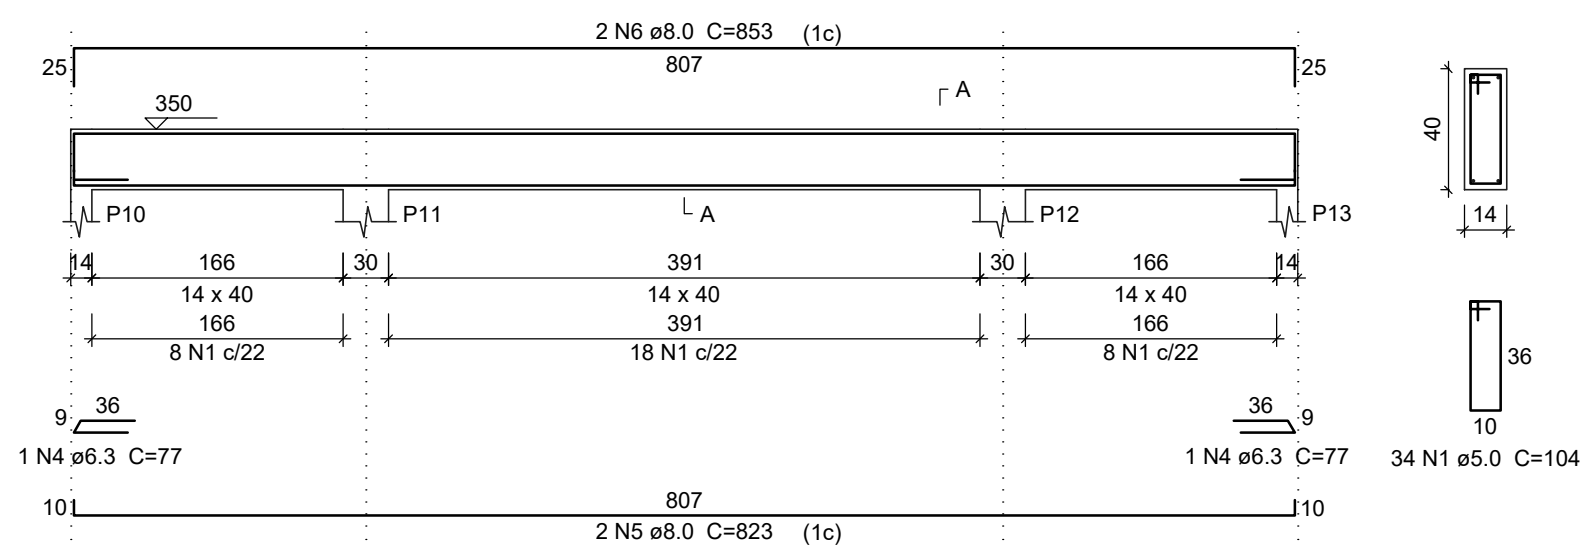 2 N6 ø8.0 C=853 (1c)
25 807 25
A
350
40
P10 P11 A P12 P13
14
14 166 30 391 30 166 14
14 x 40 14 x 40 14 x 40
166 391 166
8 N1 c/22 18 N1 c/22 8 N1 c/22
36
9 36 36 9
10
1 N4 ø6.3 C=77 1 N4 ø6.3 C=77 34 N1 ø5.0 C=104
10 807 10
2 N5 ø8.0 C=823 (1c)